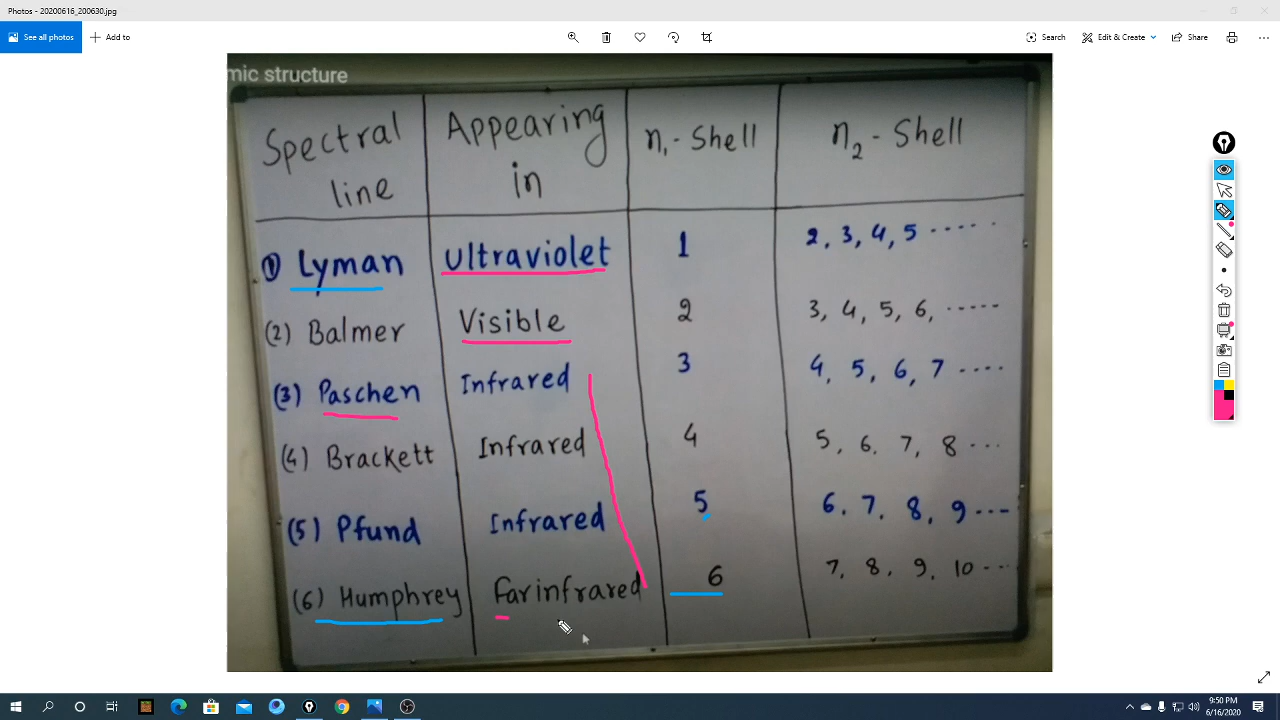 Photos - 20200616_200630.jpg
See all photos + Add to Search Edit & Create Share
mic structure
Spectral line Appearing in n₁-Shell n₂-Shell
① Lyman Ultraviolet 1 2, 3, 4, 5 .....
(2) Balmer Visible 2 3, 4, 5, 6, .....
(3) Paschen Infrared 3 4, 5, 6, 7 ....
(4) Brackett Infrared 4 5, 6, 7, 8 ...
(5) Pfund Infrared 5 6, 7, 8, 9 ...
(6) Humphrey Far infrared 6 7, 8, 9, 10 ...
9:50 PM
6/16/2020